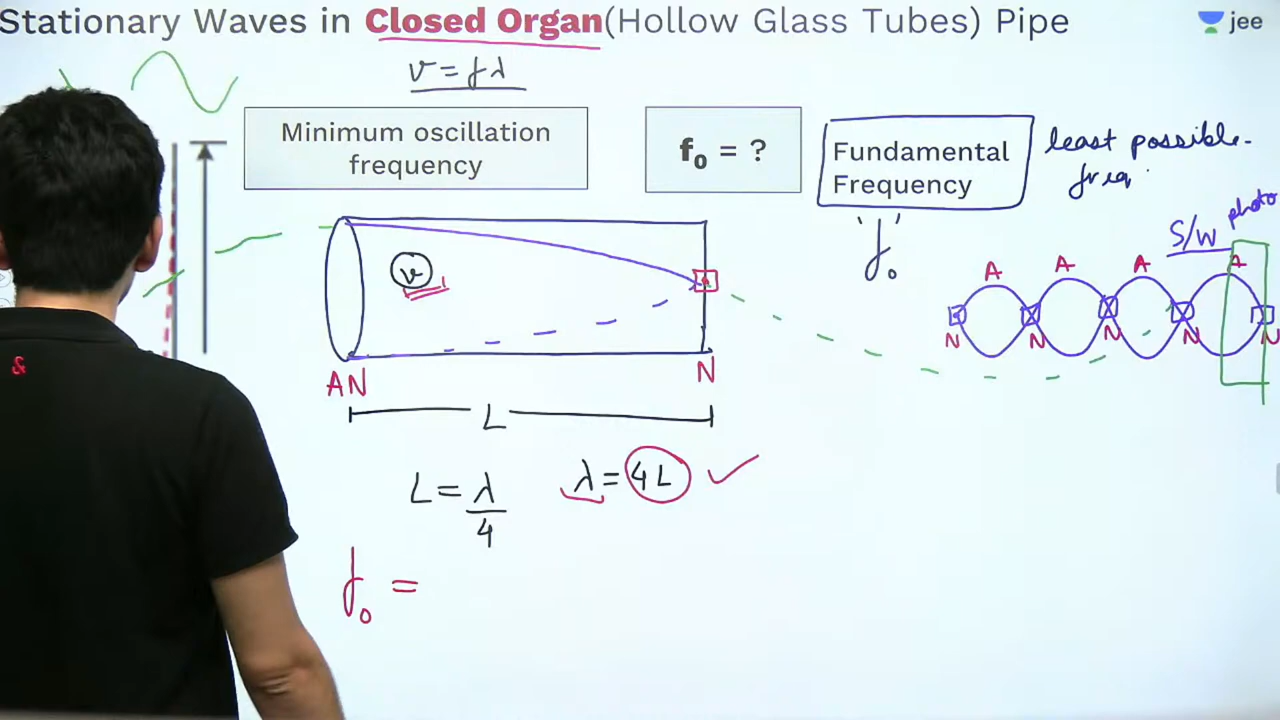 Stationary Waves in Closed Organ(Hollow Glass Tubes) Pipe
jee
v = fλ
Minimum oscillation
frequency
f₀ = ?
Fundamental
Frequency
least possible
freq
'f₀'
S/W
photo
v
A A A A
N N N N N
AN
N
L
L = λ/4
λ = 4L ✓
f₀ =